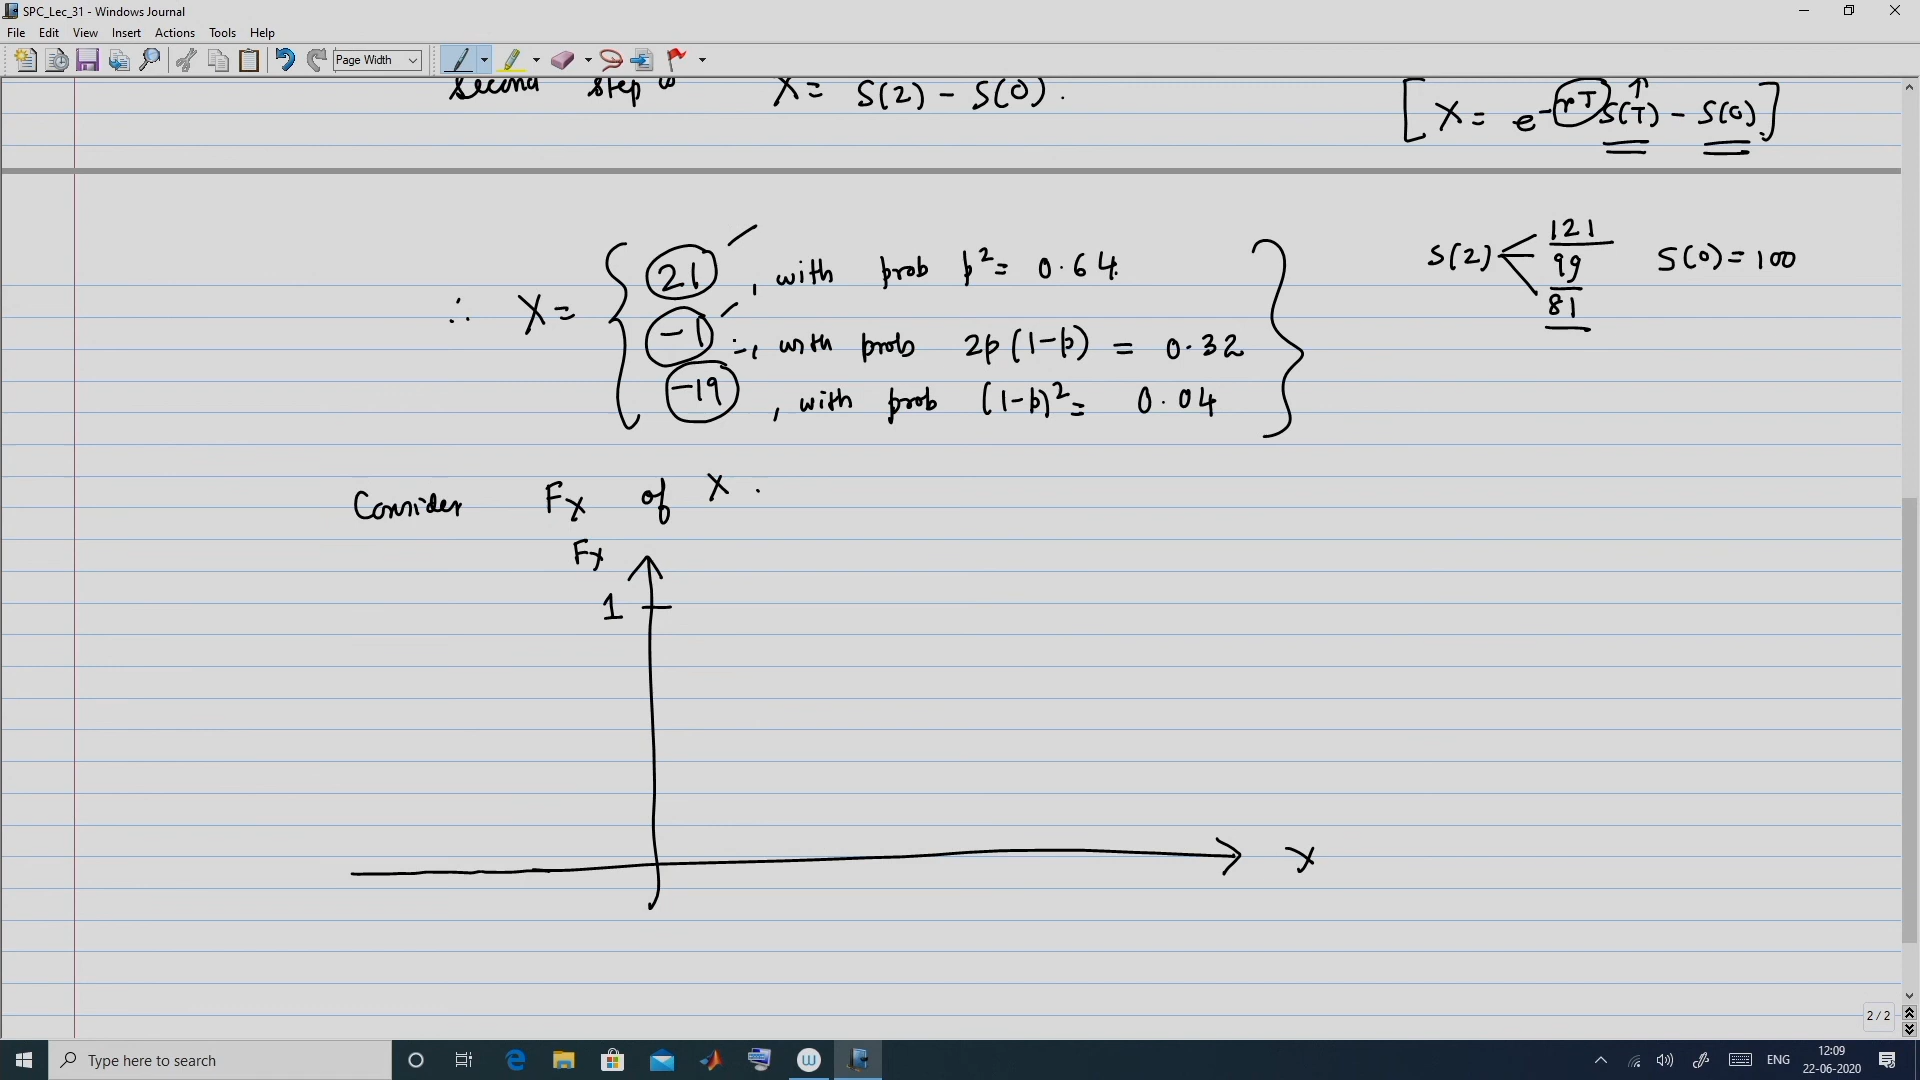 SPC_Lec_31 - Windows Journal
File Edit View Insert Actions Tools Help
Page Width
second step is X = S(2) - S(0).
[X = e^-rT S(T) - S(0)]
∴ X = { 21, with prob p² = 0.64
-1, with prob 2p(1-p) = 0.32
-19, with prob (1-p)² = 0.04 }
S(2) 121
99
81
S(0) = 100
Consider Fx of X.
Fx
1
x
2 / 2
Type here to search
ENG
12:09
22-06-2020